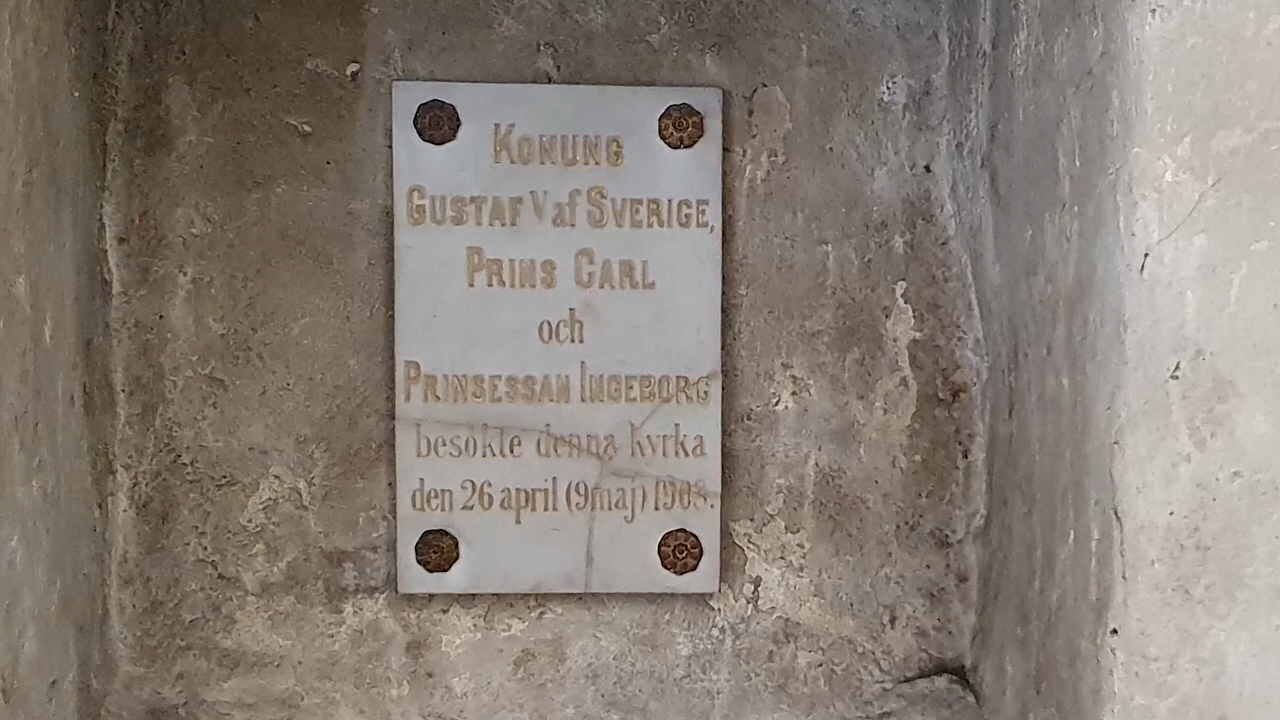 KONUNG
GUSTAF V af SVERIGE,
PRINS CARL
och
PRINSESSAN INGEBORG
besökte denna kyrka
den 26 april (9 maj) 1908.